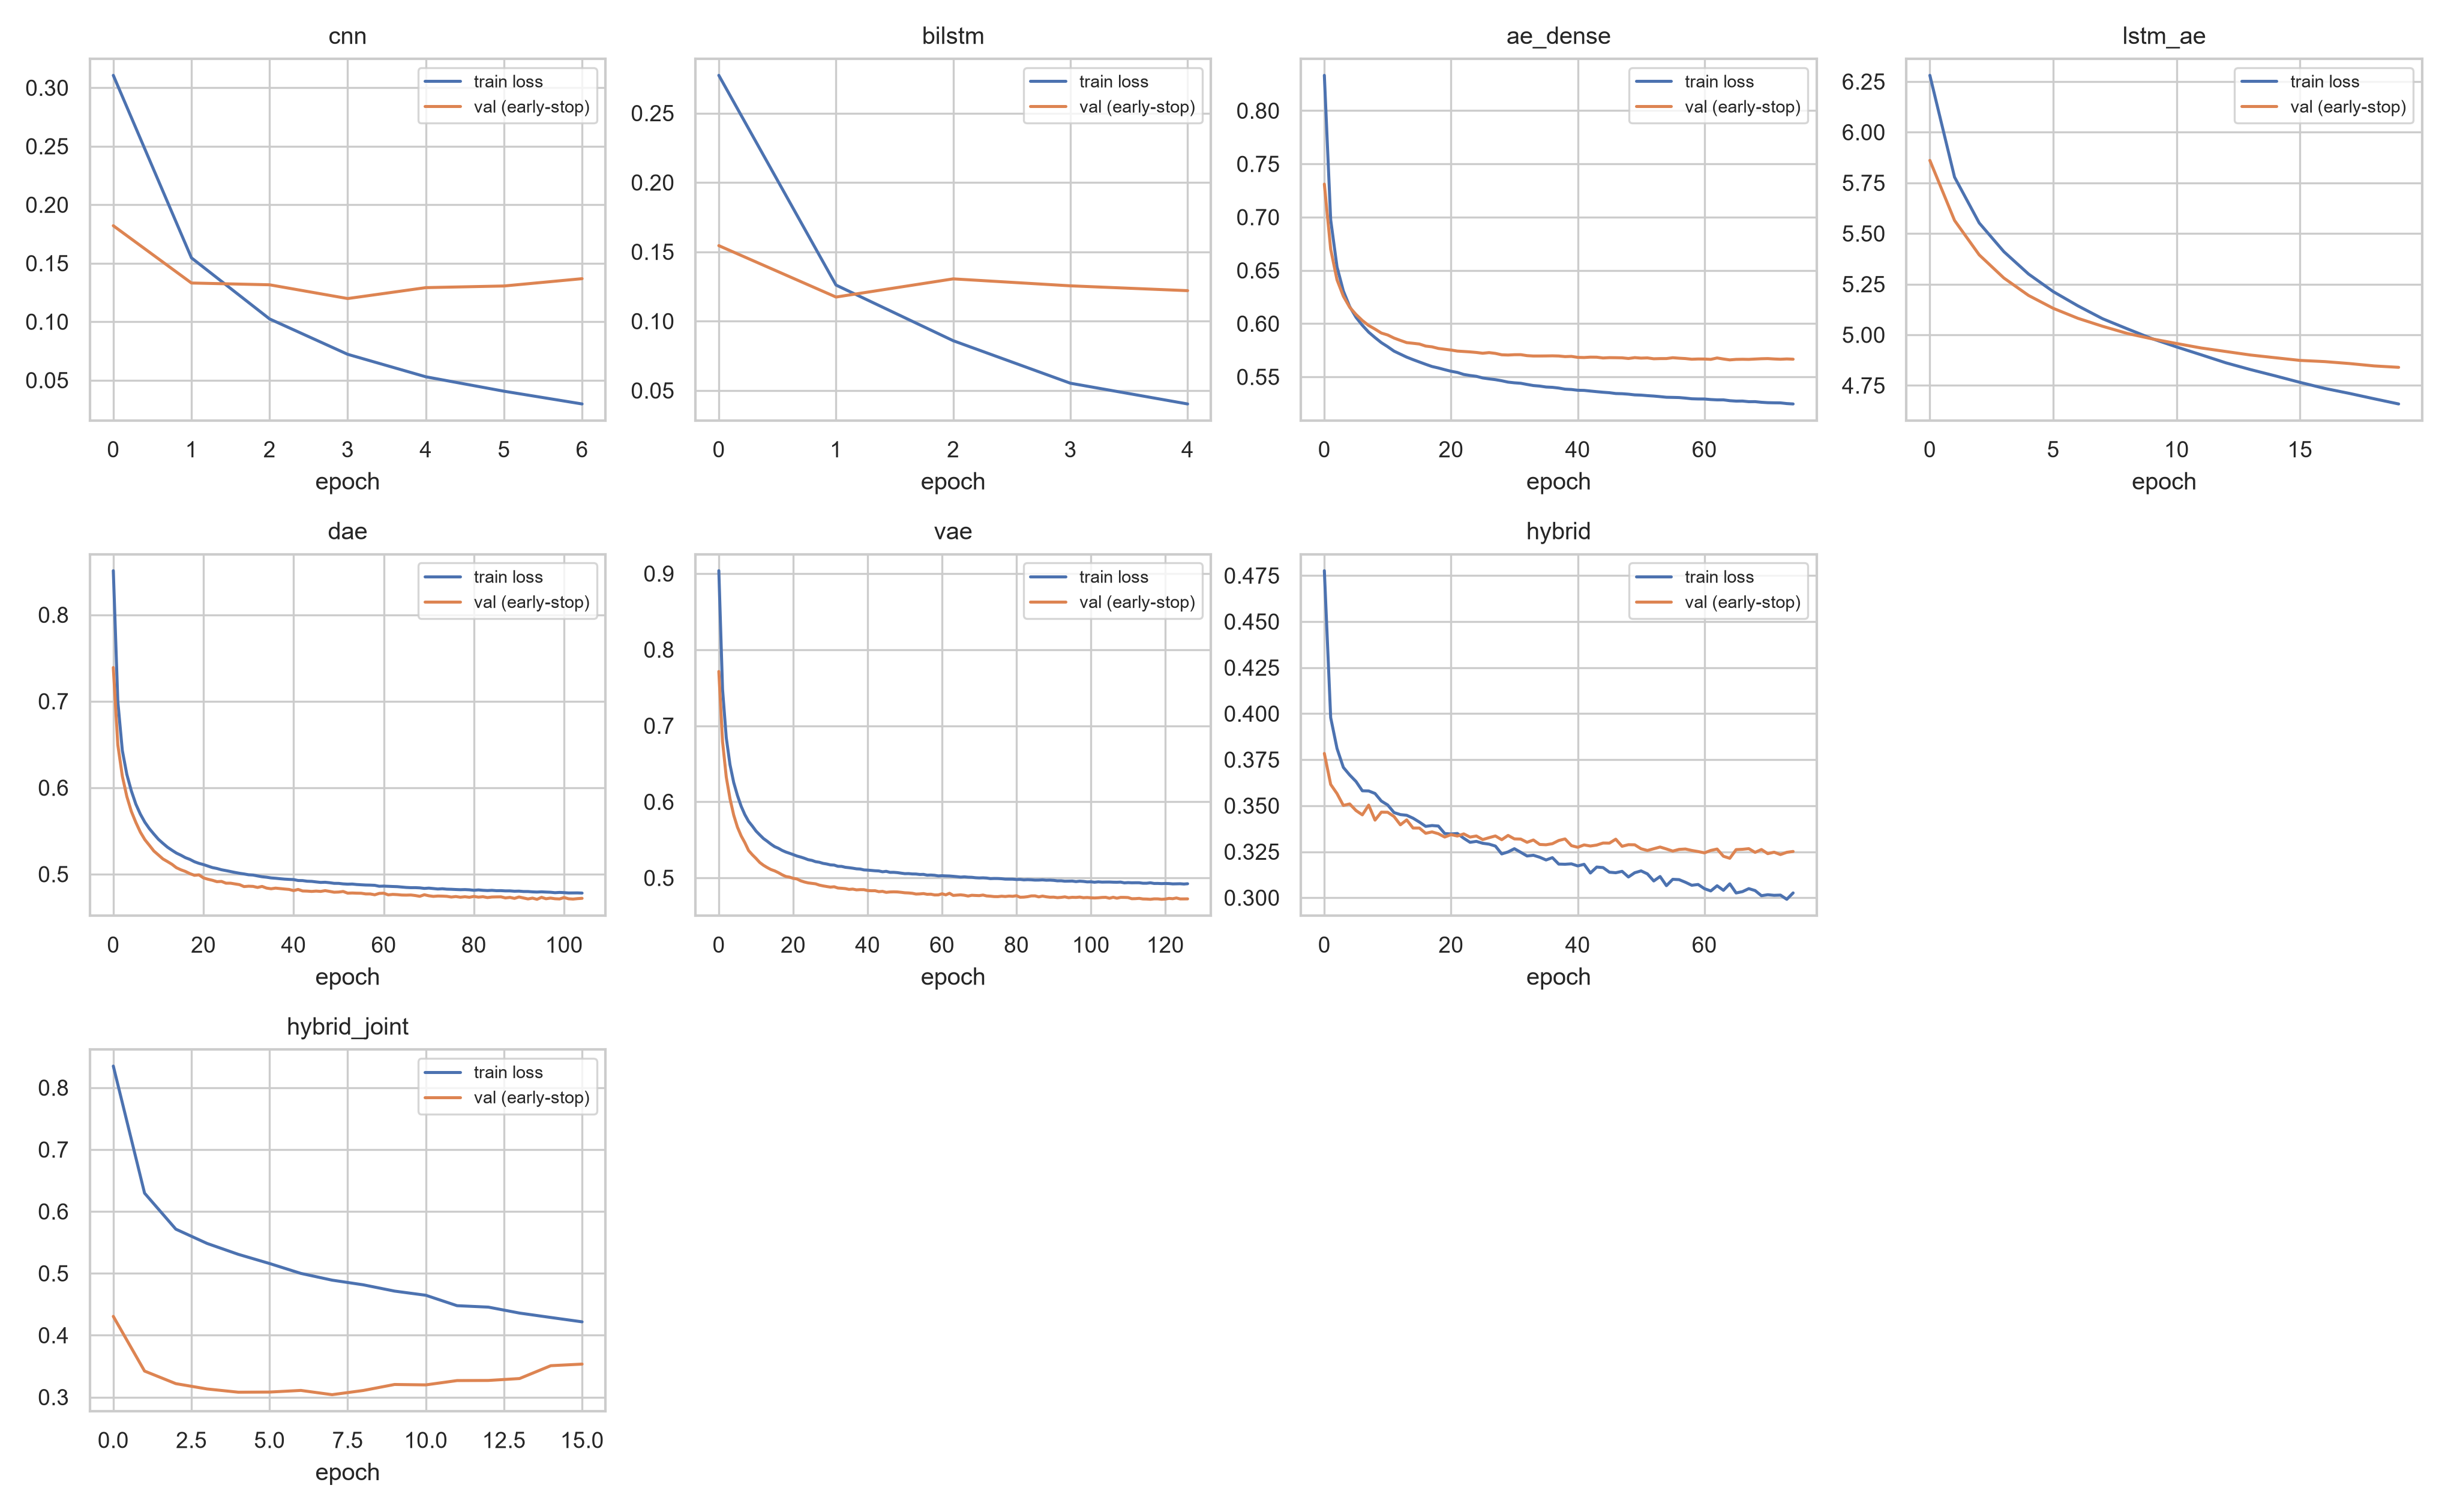 cnn
train loss
val (early-stop)
0.30
0.25
0.20
0.15
0.10
0.05
0 1 2 3 4 5 6
epoch
bilstm
train loss
val (early-stop)
0.25
0.20
0.15
0.10
0.05
0 1 2 3 4
epoch
ae_dense
train loss
val (early-stop)
0.80
0.75
0.70
0.65
0.60
0.55
0 20 40 60
epoch
lstm_ae
train loss
val (early-stop)
6.25
6.00
5.75
5.50
5.25
5.00
4.75
0 5 10 15
epoch
dae
train loss
val (early-stop)
0.8
0.7
0.6
0.5
0 20 40 60 80 100
epoch
vae
train loss
val (early-stop)
0.9
0.8
0.7
0.6
0.5
0 20 40 60 80 100 120
epoch
hybrid
train loss
val (early-stop)
0.475
0.450
0.425
0.400
0.375
0.350
0.325
0.300
0 20 40 60
epoch
hybrid_joint
train loss
val (early-stop)
0.8
0.7
0.6
0.5
0.4
0.3
0.0 2.5 5.0 7.5 10.0 12.5 15.0
epoch